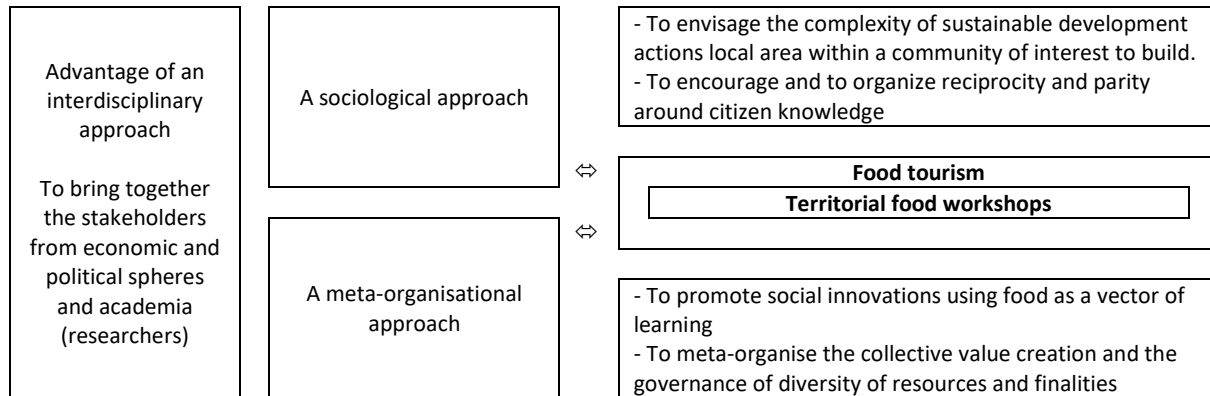 Advantage of an
interdisciplinary
approach
To bring together
the stakeholders
from economic and
political spheres
and academia
(researchers)
A sociological approach
A meta-organisational
approach
⬄
⬄
- To envisage the complexity of sustainable development
actions local area within a community of interest to build.
- To encourage and to organize reciprocity and parity
around citizen knowledge
Food tourism
Territorial food workshops
- To promote social innovations using food as a vector of
learning
- To meta-organise the collective value creation and the
governance of diversity of resources and finalities